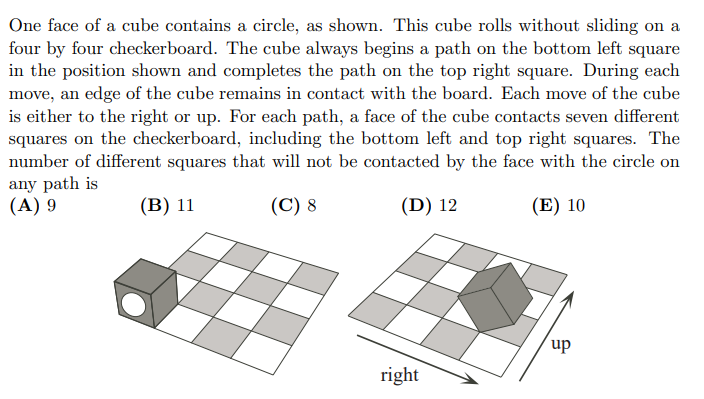 One face of a cube contains a circle, as shown. This cube rolls without sliding on a
four by four checkerboard. The cube always begins a path on the bottom left square
in the position shown and completes the path on the top right square. During each
move, an edge of the cube remains in contact with the board. Each move of the cube
is either to the right or up. For each path, a face of the cube contacts seven different
squares on the checkerboard, including the bottom left and top right squares. The
number of different squares that will not be contacted by the face with the circle on
any path is
(A) 9 (B) 11 (C) 8 (D) 12 (E) 10
up
right